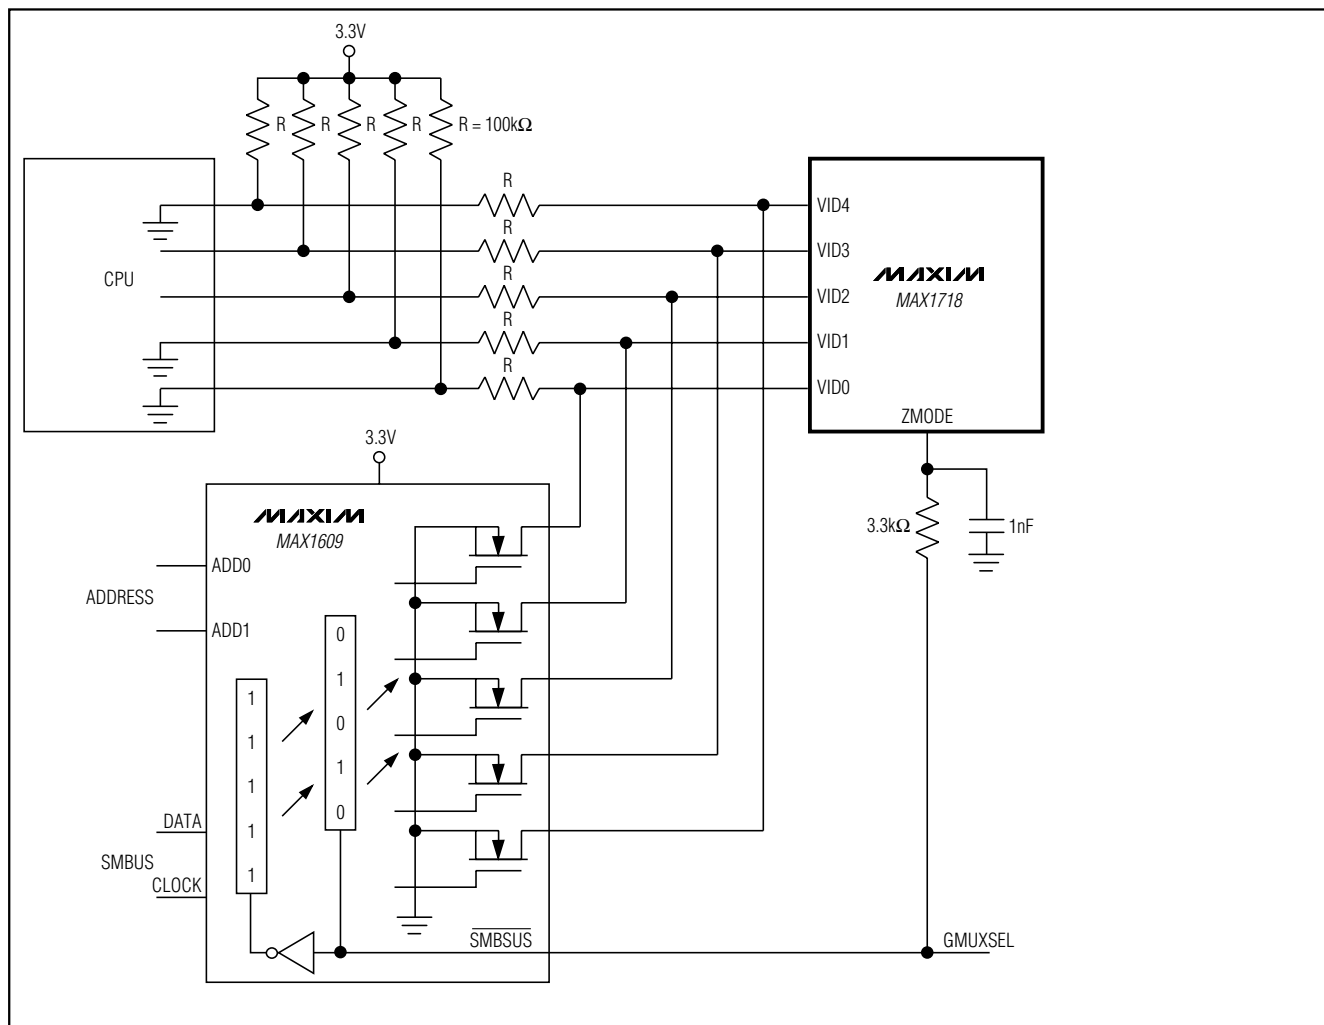 3.3V
R
R
R
R
R = 100kΩ
R
VID4
R
VID3
CPU
R
VID2
MAXIM
MAX1718
R
VID1
R
VID0
ZMODE
3.3V
MAXIM
MAX1609
3.3kΩ
1nF
ADD0
ADDRESS
ADD1
0
1
0
1
0
1
1
1
1
1
DATA
SMBUS
CLOCK
SMBSUS
GMUXSEL